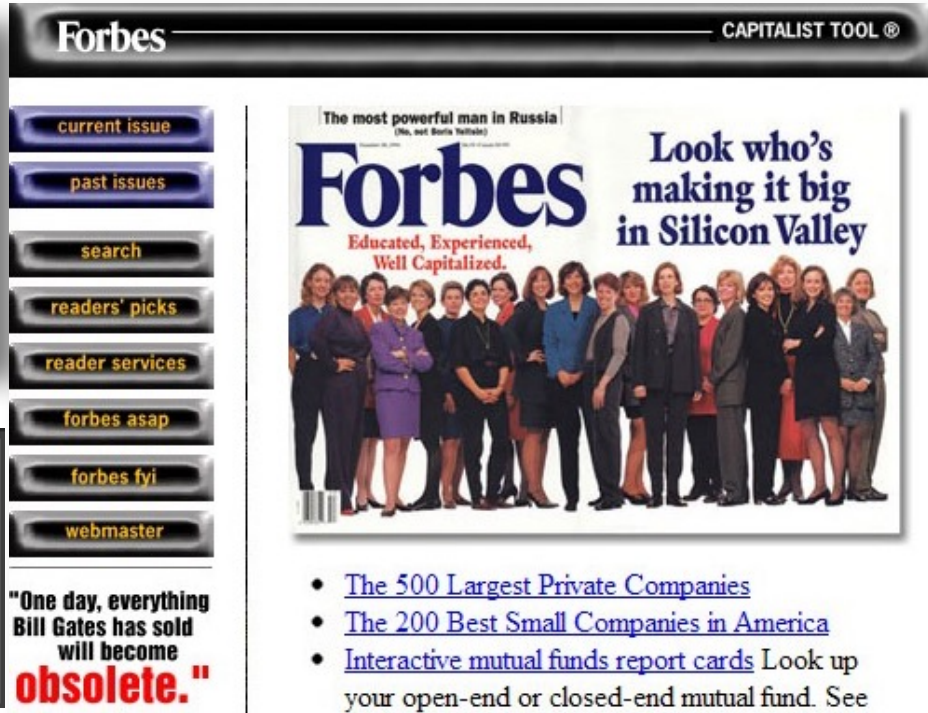 Forbes
CAPITALIST TOOL ®
current issue
past issues
search
readers' picks
reader services
forbes asap
forbes fyi
webmaster
"One day, everything
Bill Gates has sold
will become
obsolete."
The most powerful man in Russia
(No, not Boris Yeltsin)
Forbes
Educated, Experienced,
Well Capitalized.
Look who's
making it big
in Silicon Valley
The 500 Largest Private Companies
The 200 Best Small Companies in America
Interactive mutual funds report cards Look up
your open-end or closed-end mutual fund. See